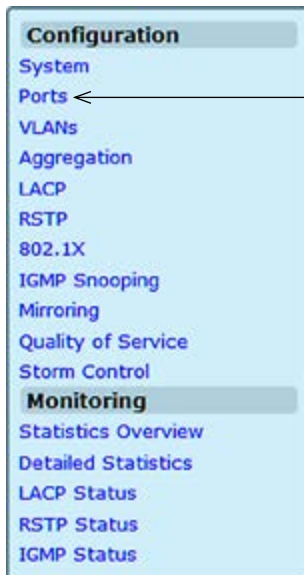 Configuration
System
Ports
VLANs
Aggregation
LACP
RSTP
802.1X
IGMP Snooping
Mirroring
Quality of Service
Storm Control
Monitoring
Statistics Overview
Detailed Statistics
LACP Status
RSTP Status
IGMP Status